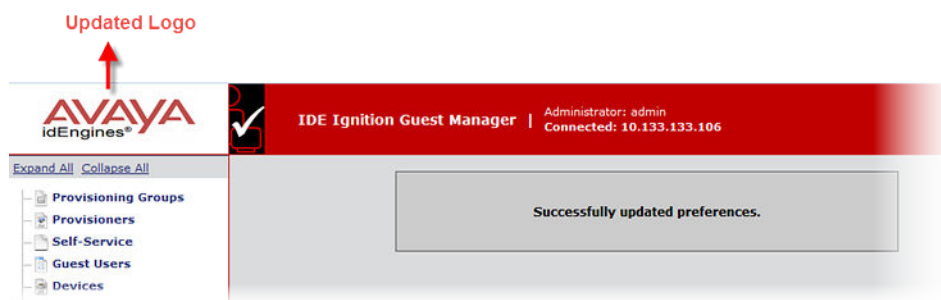 Updated Logo
AVAYA
idEngines®
IDE Ignition Guest Manager |
Administrator: admin
Connected: 10.133.133.106
Expand All Collapse All
Provisioning Groups
Provisioners
Self-Service
Guest Users
Devices
Successfully updated preferences.